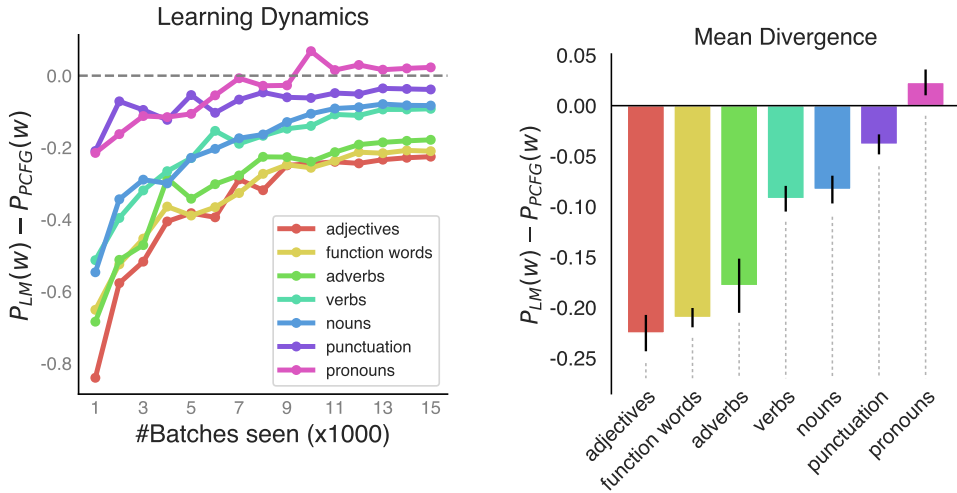 Learning Dynamics
P_LM(w) − P_PCFG(w)
0.0
-0.2
-0.4
-0.6
-0.8
adjectives
function words
adverbs
verbs
nouns
punctuation
pronouns
1 3 5 7 9 11 13 15
#Batches seen (x1000)
Mean Divergence
P_LM(w) − P_PCFG(w)
0.05
0.00
-0.05
-0.10
-0.15
-0.20
-0.25
adjectives
function words
adverbs
verbs
nouns
punctuation
pronouns